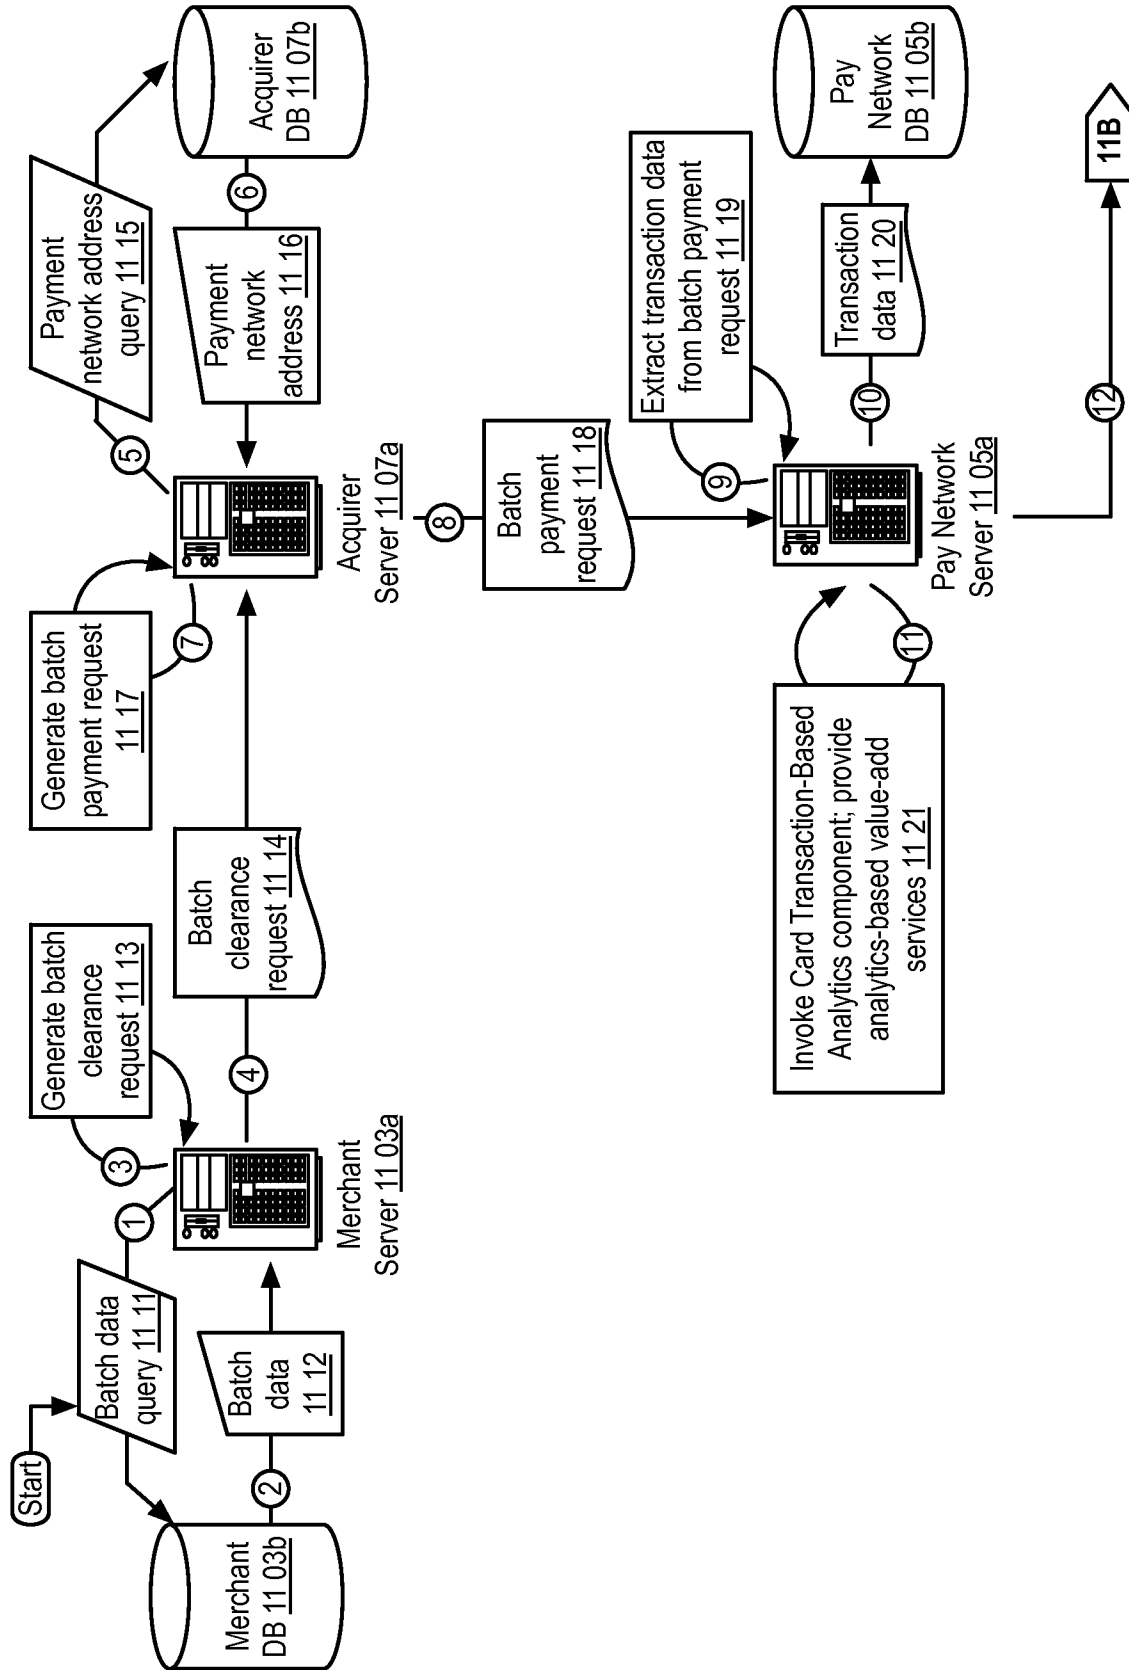 Start
Batch data
query 11 11
1
Merchant
DB 11 03b
2
Batch
data
11 12
Merchant
Server 11 03a
3
Generate batch
clearance
request 11 13
4
Batch
clearance
request 11 14
Acquirer
Server 11 07a
5
Payment
network address
query 11 15
Acquirer
DB 11 07b
6
Payment
network
address 11 16
7
Generate batch
payment request
11 17
8
Batch
payment
request 11 18
Pay Network
Server 11 05a
9
Extract transaction data
from batch payment
request 11 19
10
Transaction
data 11 20
Pay
Network
DB 11 05b
11
Invoke Card Transaction-Based
Analytics component; provide
analytics-based value-add
services 11 21
12
11B